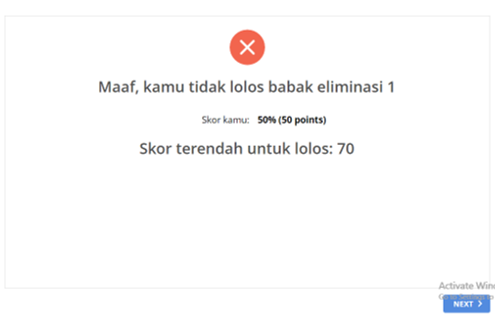 Maaf, kamu tidak lolos babak eliminasi 1
Skor kamu: 50% (50 points)
Skor terendah untuk lolos: 70
Activate Win
NEXT